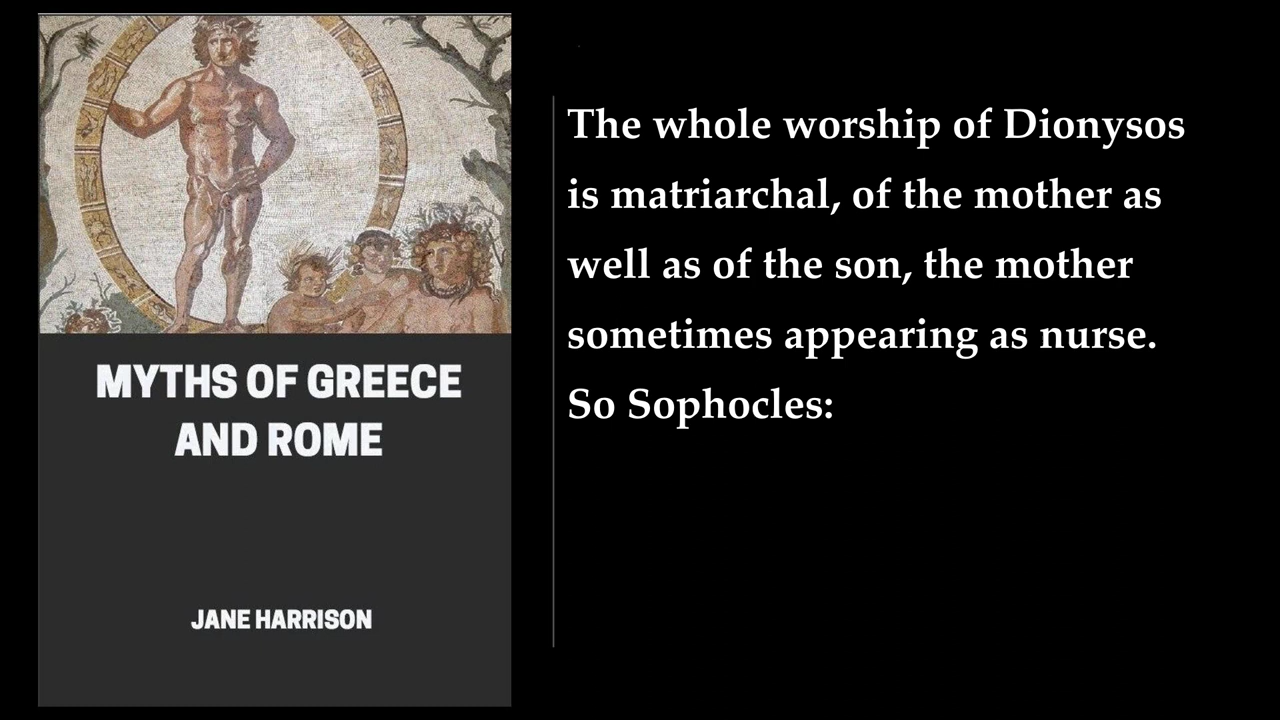 MYTHS OF GREECE
AND ROME
JANE HARRISON
The whole worship of Dionysos
is matriarchal, of the mother as
well as of the son, the mother
sometimes appearing as nurse.
So Sophocles: